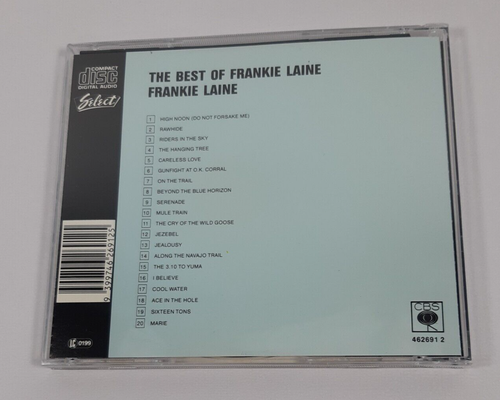 COMPACT
disc
DIGITAL AUDIO
Select
THE BEST OF FRANKIE LAINE
FRANKIE LAINE
1 HIGH NOON (DO NOT FORSAKE ME)
2 RAWHIDE
3 RIDERS IN THE SKY
4 THE HANGING TREE
5 CARELESS LOVE
6 GUNFIGHT AT O.K. CORRAL
7 ON THE TRAIL
8 BEYOND THE BLUE HORIZON
9 SERENADE
10 MULE TRAIN
11 THE CRY OF THE WILD GOOSE
12 JEZEBEL
13 JEALOUSY
14 ALONG THE NAVAJO TRAIL
15 THE 3.10 TO YUMA
16 I BELIEVE
17 COOL WATER
18 ACE IN THE HOLE
19 SIXTEEN TONS
20 MARIE
9 399746 269125
0195
CBS
462691 2